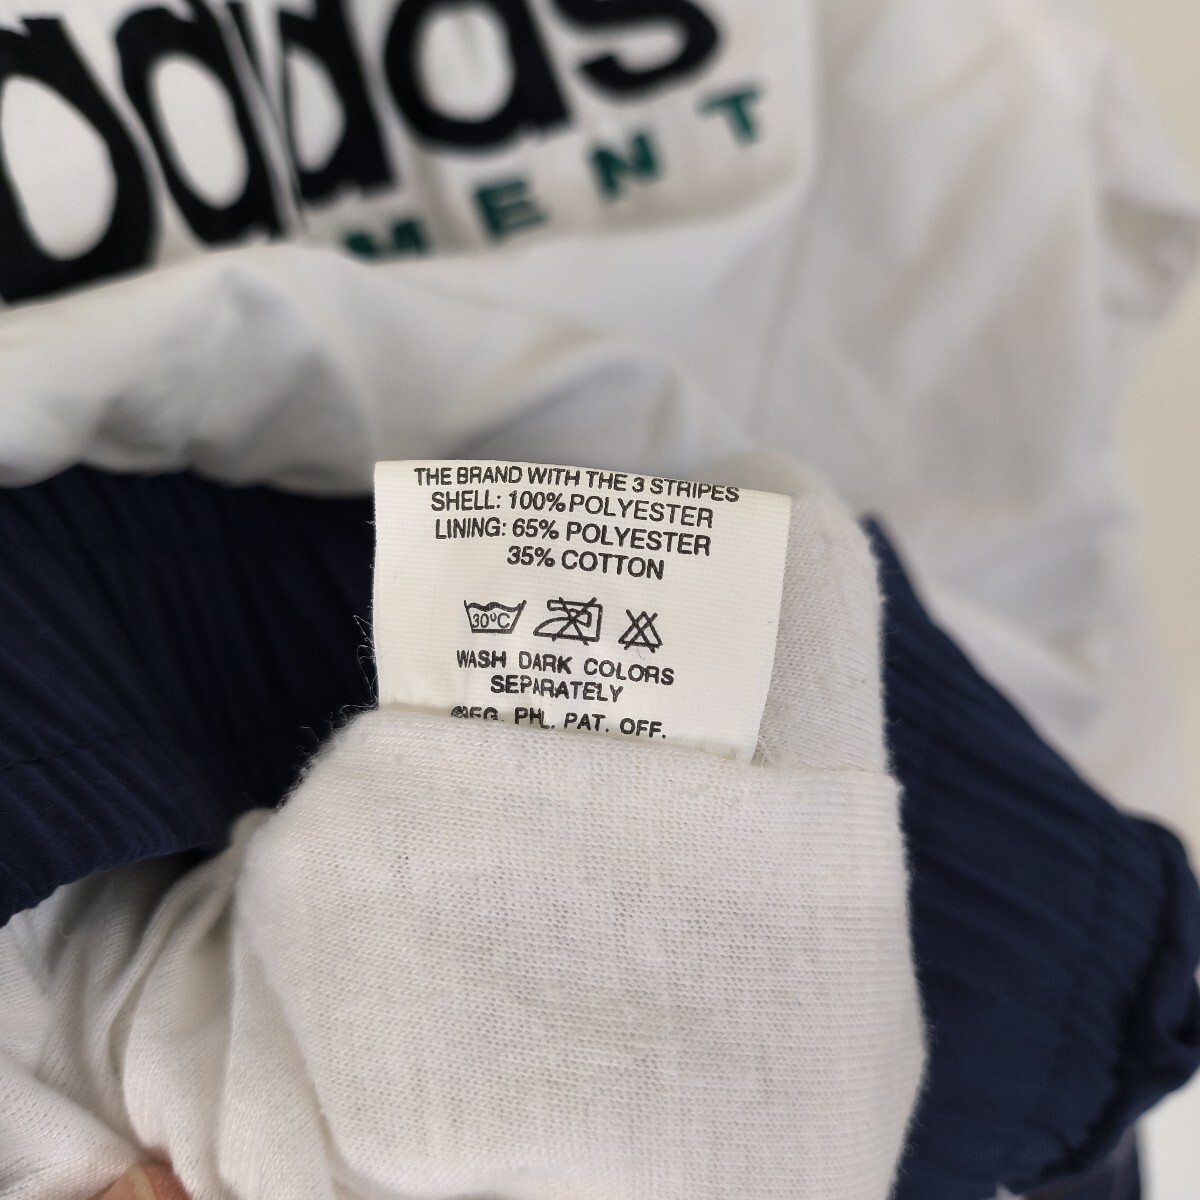 adidas
MENT
THE BRAND WITH THE 3 STRIPES
SHELL: 100% POLYESTER
LINING: 65% POLYESTER
35% COTTON
30°C
WASH DARK COLORS
SEPARATELY
PHL. PAT. OFF.